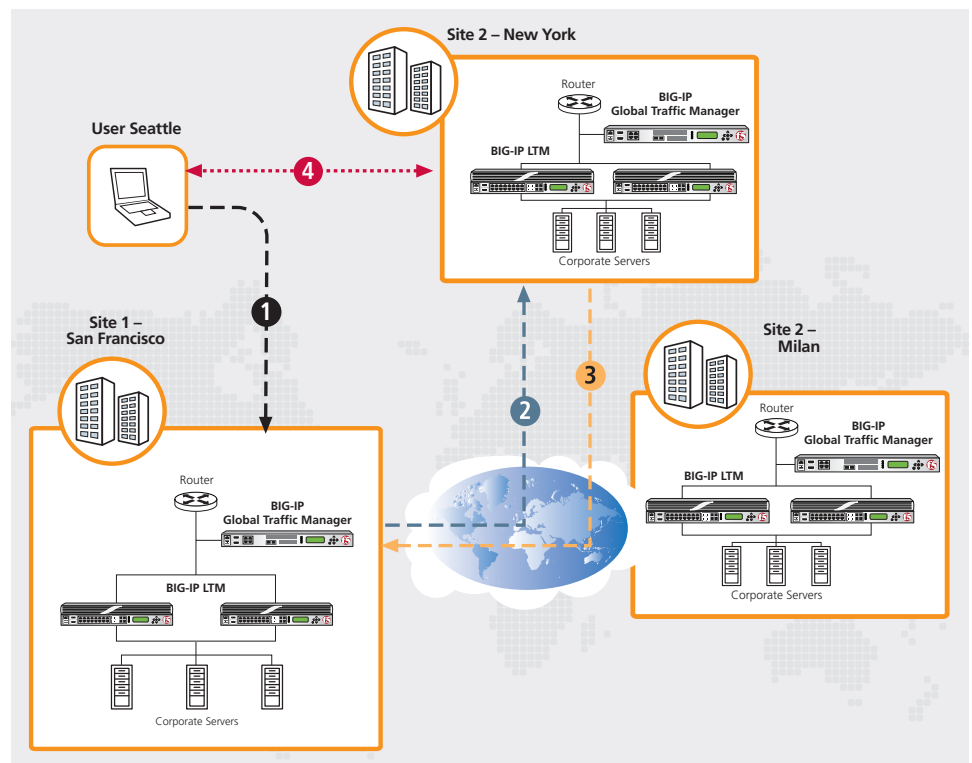 Site 2 – New York
Router
BIG-IP
Global Traffic Manager
BIG-IP LTM
Corporate Servers
User Seattle
4
1
Site 1 –
San Francisco
2
3
Site 2 –
Milan
Router
BIG-IP
Global Traffic Manager
BIG-IP LTM
Corporate Servers
Router
BIG-IP
Global Traffic Manager
BIG-IP LTM
Corporate Servers